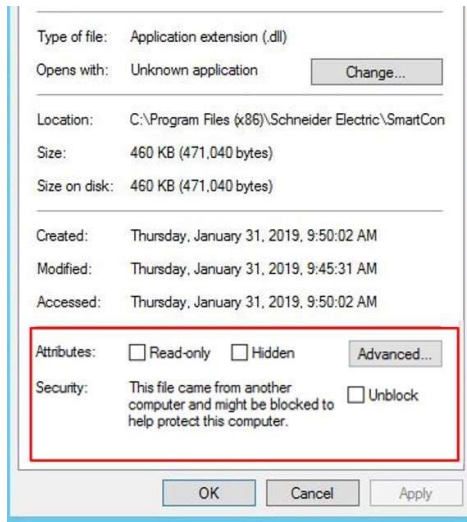 Type of file: Application extension (.dll)
Opens with: Unknown application Change...
Location: C:\Program Files (x86)\Schneider Electric\SmartCon
Size: 460 KB (471,040 bytes)
Size on disk: 460 KB (471,040 bytes)
Created: Thursday, January 31, 2019, 9:50:02 AM
Modified: Thursday, January 31, 2019, 9:45:31 AM
Accessed: Thursday, January 31, 2019, 9:50:02 AM
Attributes: Read-only Hidden Advanced...
Security: This file came from another
computer and might be blocked to Unblock
help protect this computer.
OK Cancel Apply